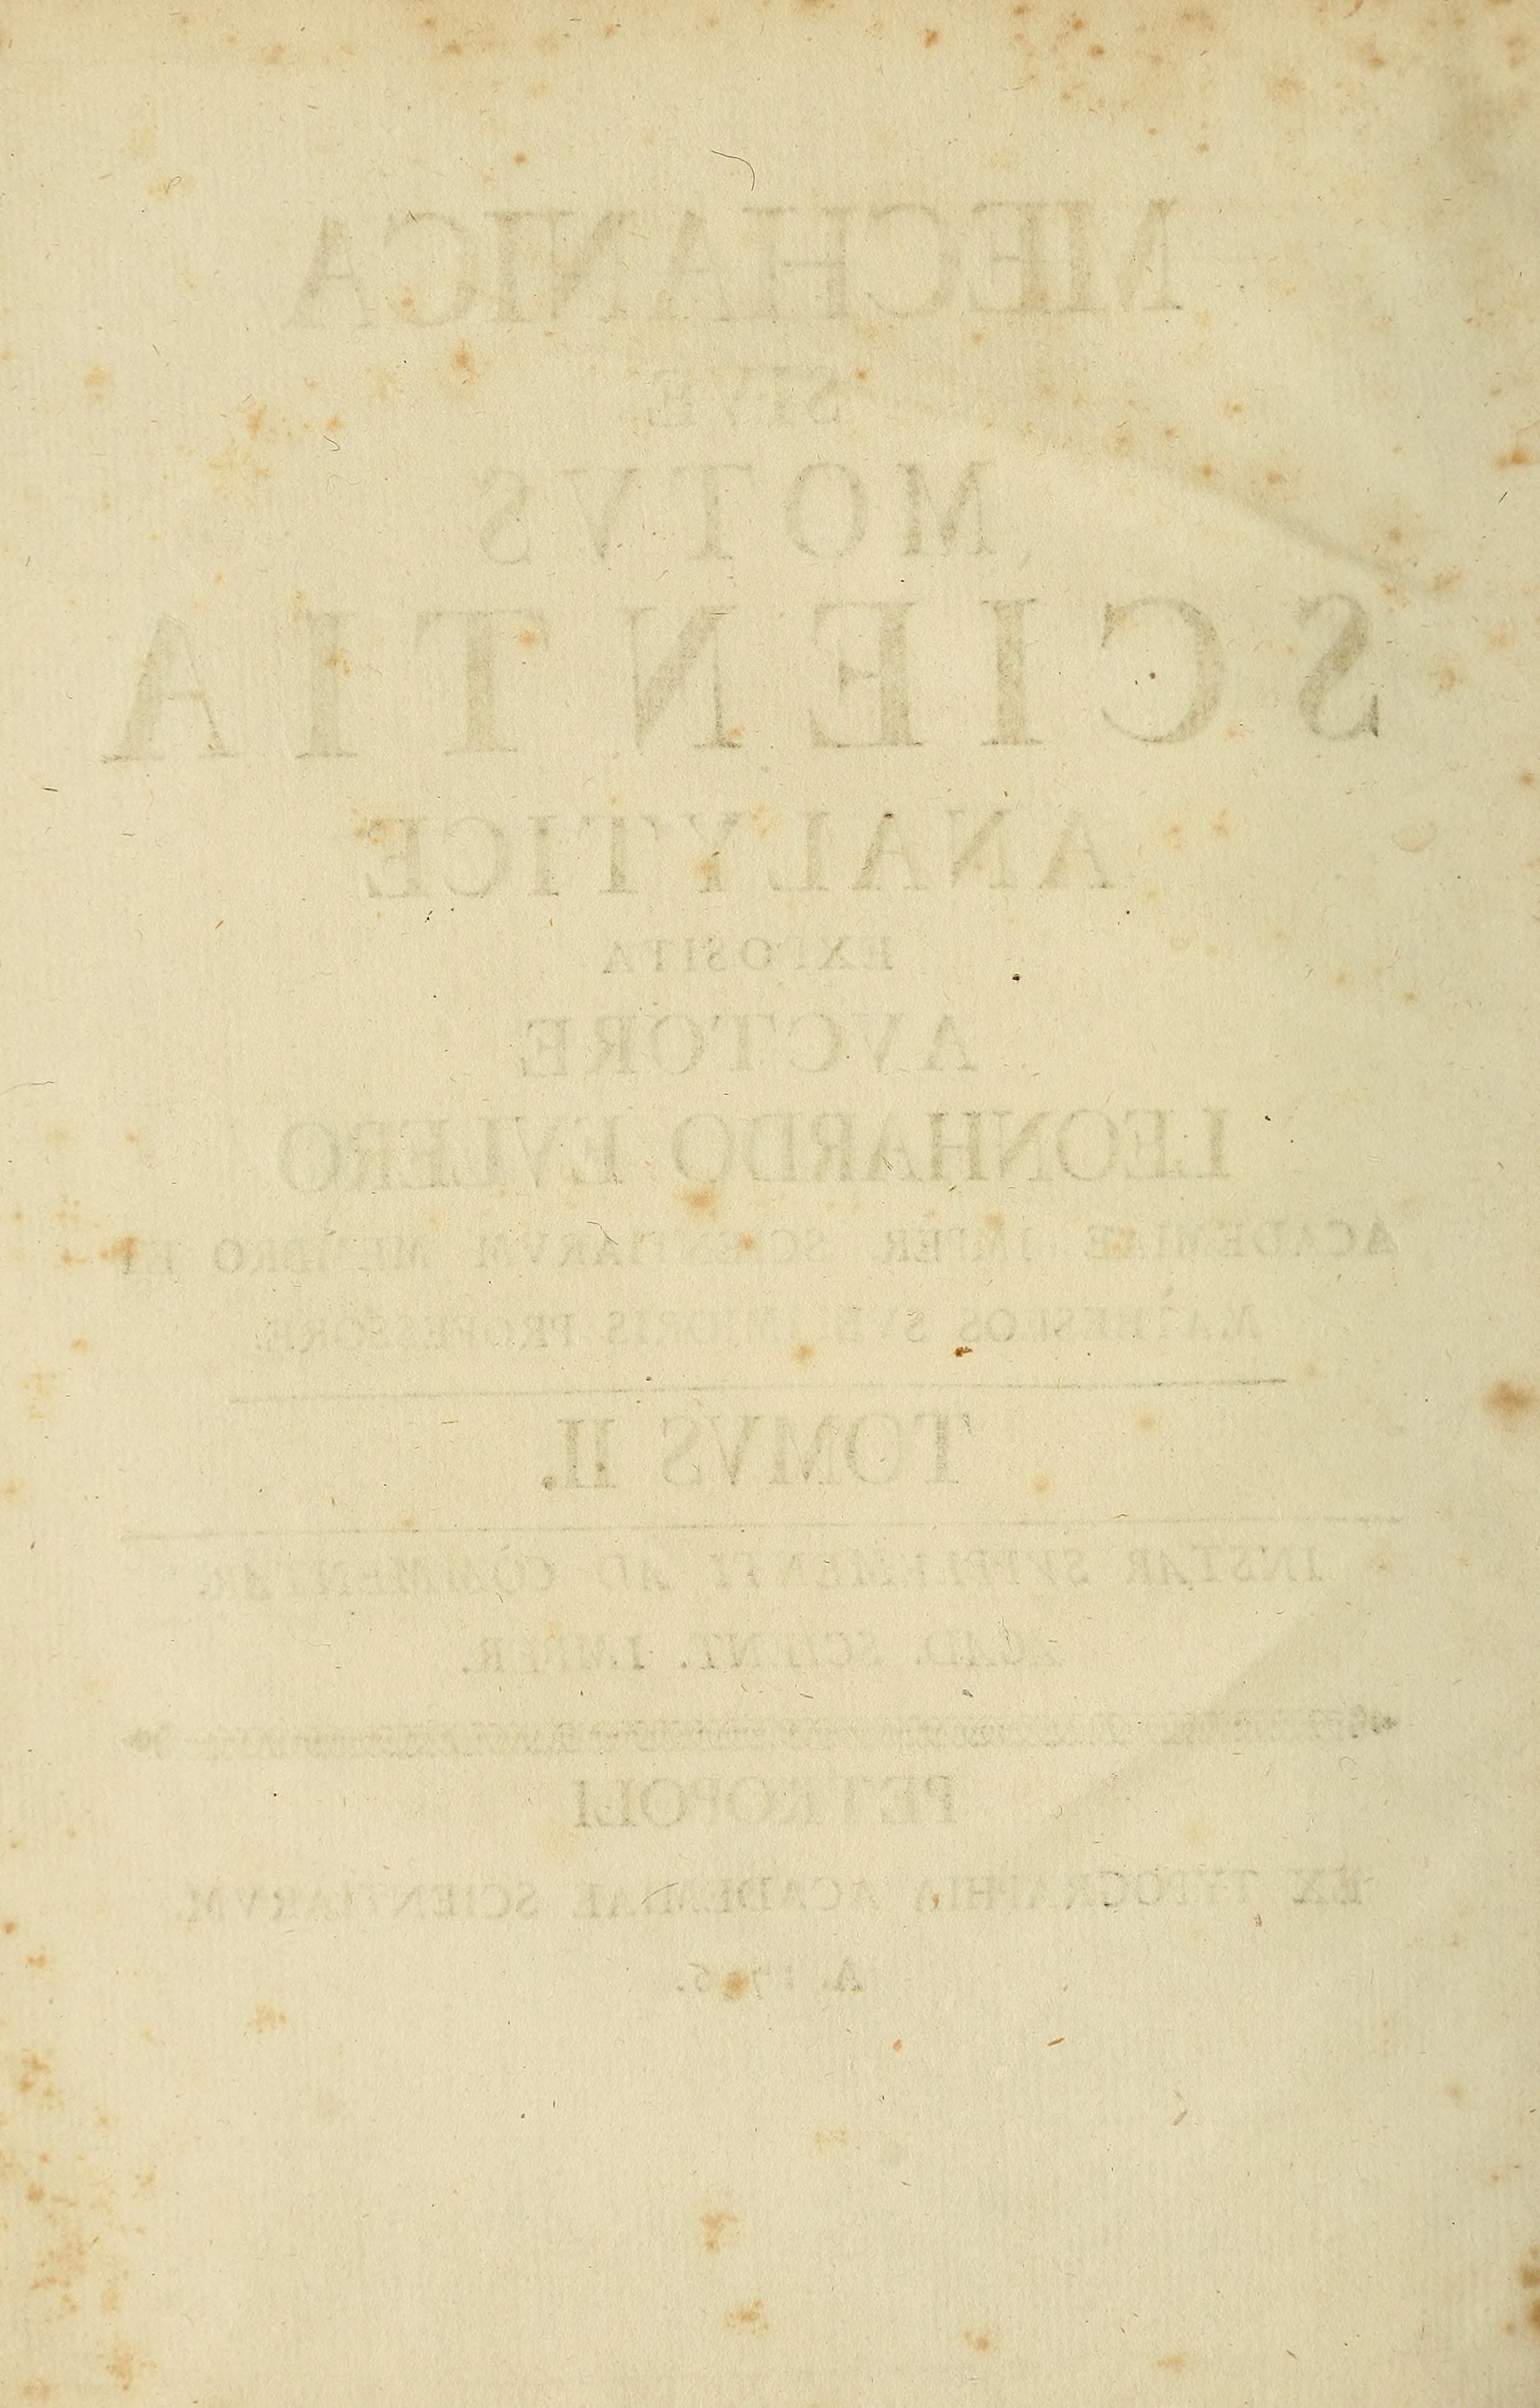 MECHANICA
SIVE
MOTVS
SCIENTIA
ANALYTICE
EXPOSITA
AVCTORE
LEONHARDO EVLERO
ACADEMIAE IMPER. SCIENTIARVM MEMBRO ET
MATHESEOS SVBLIMIORIS PROFESSORE.
TOMVS II.
INSTAR SVPPLEMENTI AD COMMENTAR.
ACAD. SCIENT. IMPER.
PETROPOLI
EX TYPOGRAPHIA ACADEMIAE SCIENTIARVM.
A. 1736.